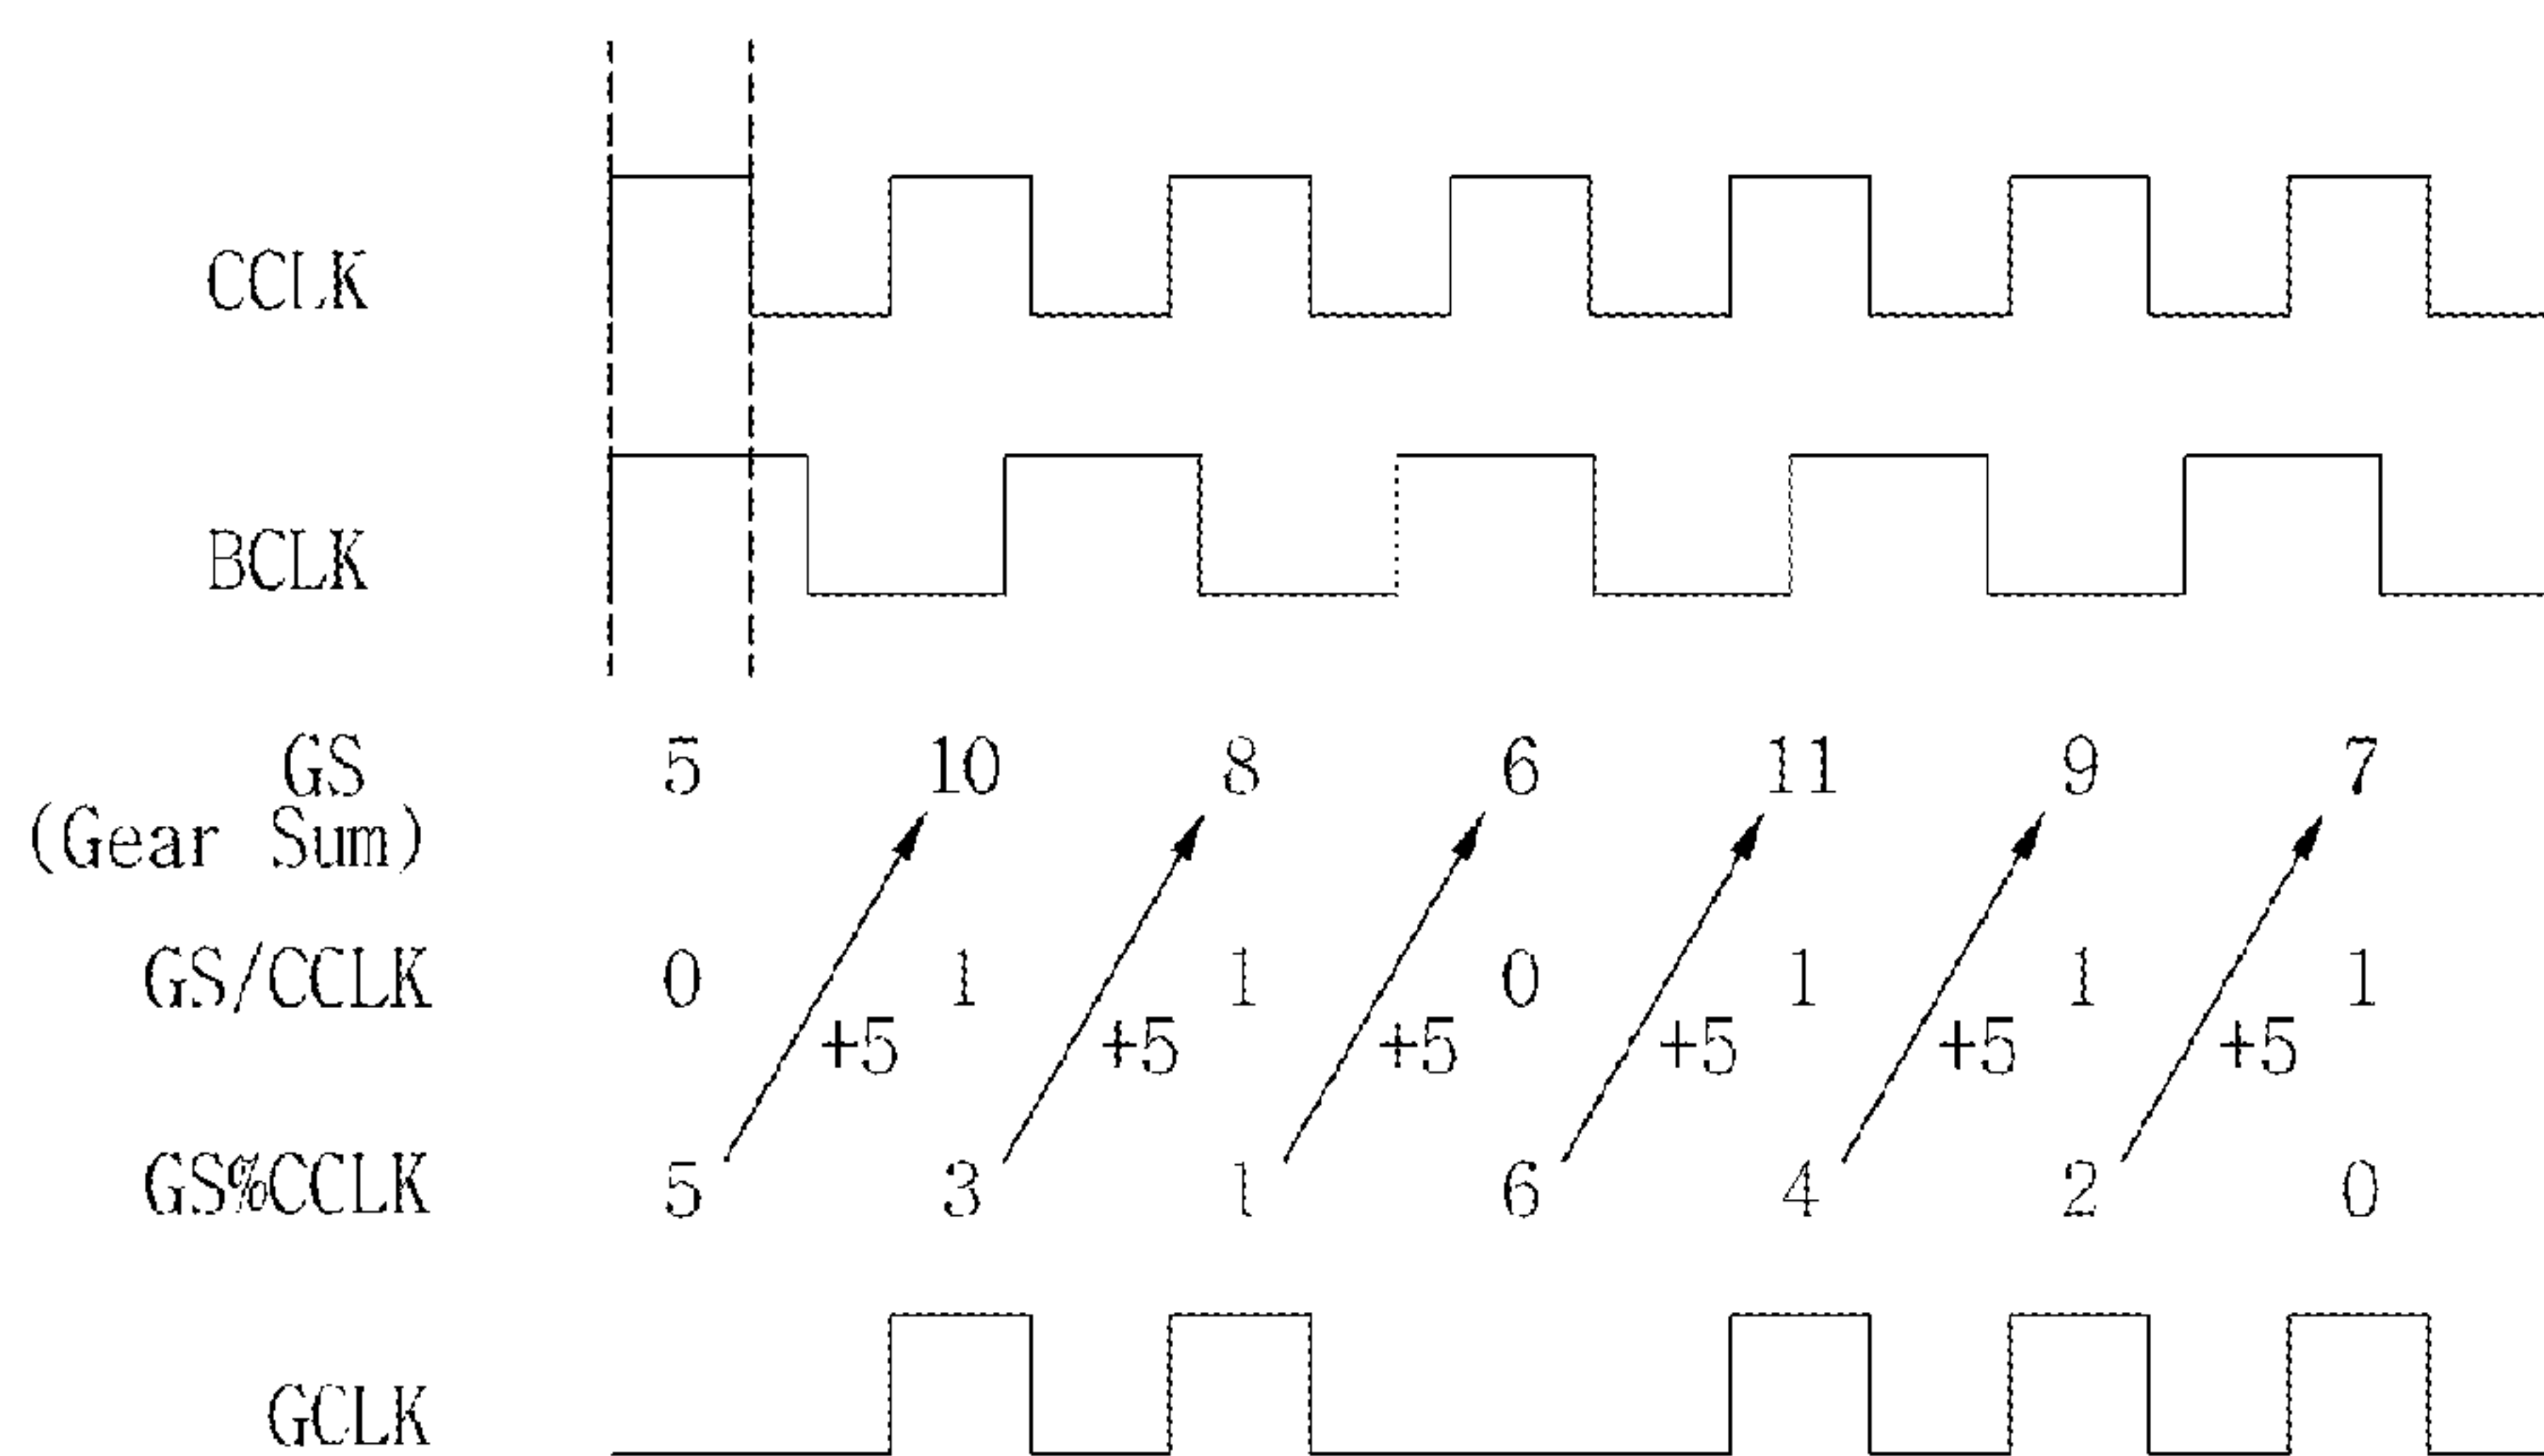 CCLK
BCLK
GS 5 10 8 6 11 9 7
(Gear Sum)
GS/CCLK 0 1 1 0 1 1 1
+5 +5 +5 +5 +5 +5
GS%CCLK 5 3 1 6 4 2 0
GCLK